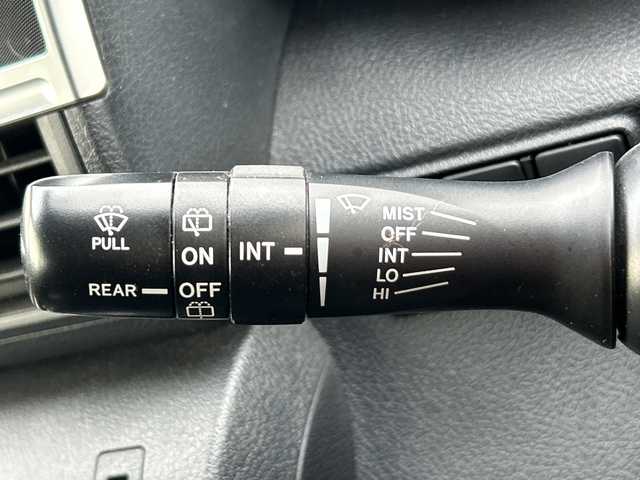 PULL
REAR
ON
OFF
INT
MIST
OFF
INT
LO
HI